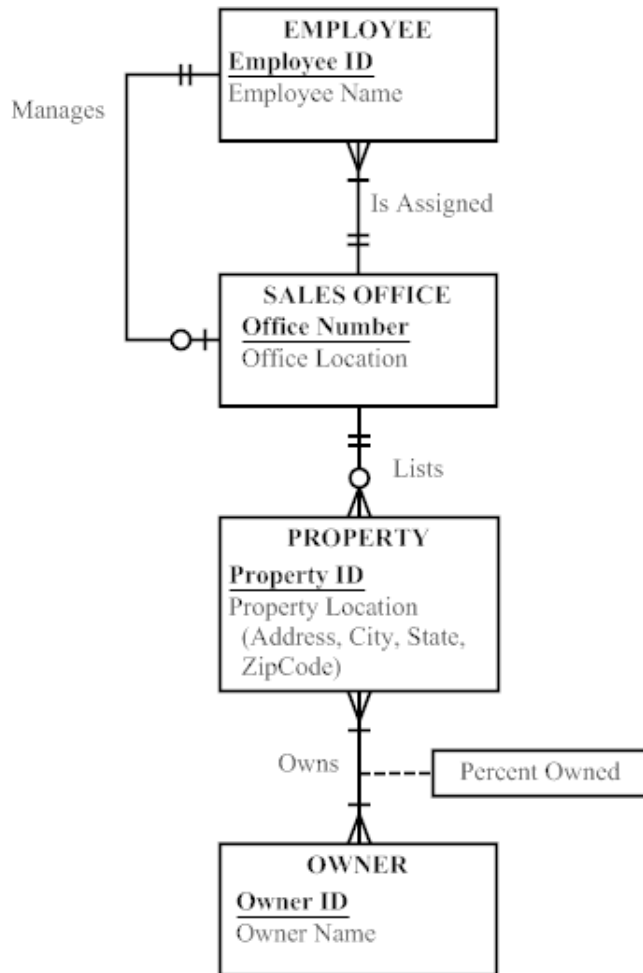 EMPLOYEE
Employee ID
Employee Name
Manages
Is Assigned
SALES OFFICE
Office Number
Office Location
Lists
PROPERTY
Property ID
Property Location
(Address, City, State,
ZipCode)
Owns
Percent Owned
OWNER
Owner ID
Owner Name